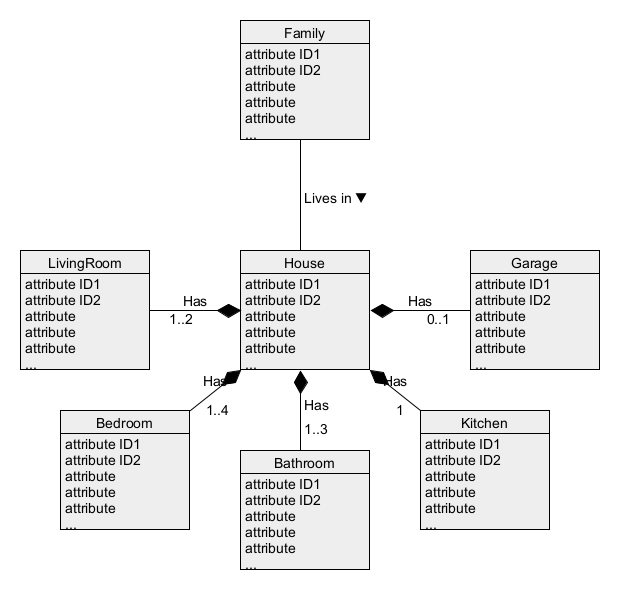 Family
attribute ID1
attribute ID2
attribute
attribute
attribute
...
Lives in ▼
LivingRoom
attribute ID1
attribute ID2
attribute
attribute
attribute
...
Has
1..2
House
attribute ID1
attribute ID2
attribute
attribute
attribute
...
Has
0..1
Garage
attribute ID1
attribute ID2
attribute
attribute
attribute
...
Has
1..4
Has
1..3
Has
1
Bedroom
attribute ID1
attribute ID2
attribute
attribute
attribute
...
Bathroom
attribute ID1
attribute ID2
attribute
attribute
attribute
...
Kitchen
attribute ID1
attribute ID2
attribute
attribute
attribute
...